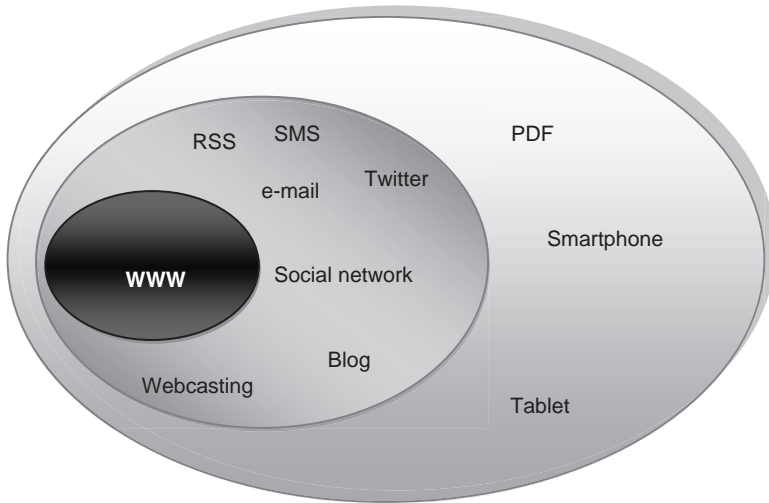 RSS
SMS
PDF
e-mail
Twitter
Smartphone
WWW
Social network
Blog
Webcasting
Tablet